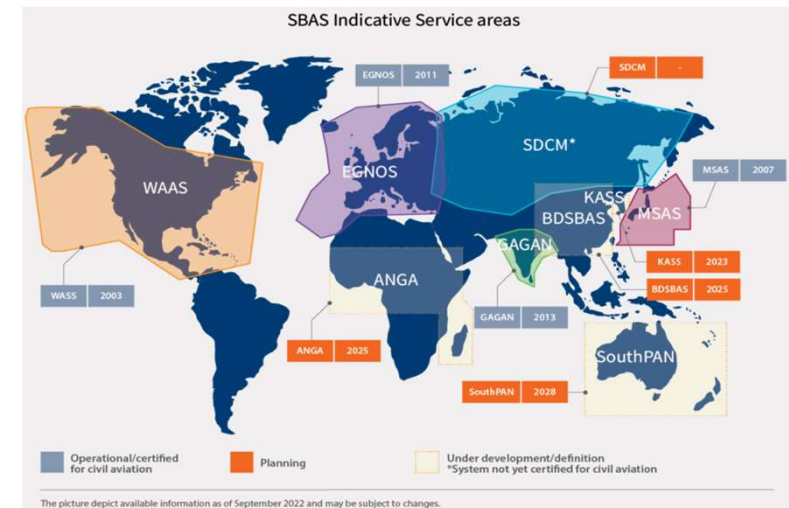 SBAS Indicative Service areas
EGNOS 2011
SDCM -
SDCM*
WAAS
EGNOS
MSAS 2007
KASS
BDSBAS
MSAS
GAGAN
KASS 2023
ANGA
BDSBAS 2025
WASS 2003
GAGAN 2013
ANGA 2025
SouthPAN
SouthPAN 2028
Operational/certified
for civil aviation
Planning
Under development/definition
*System not yet certified for civil aviation
The picture depict available information as of September 2022 and may be subject to changes.